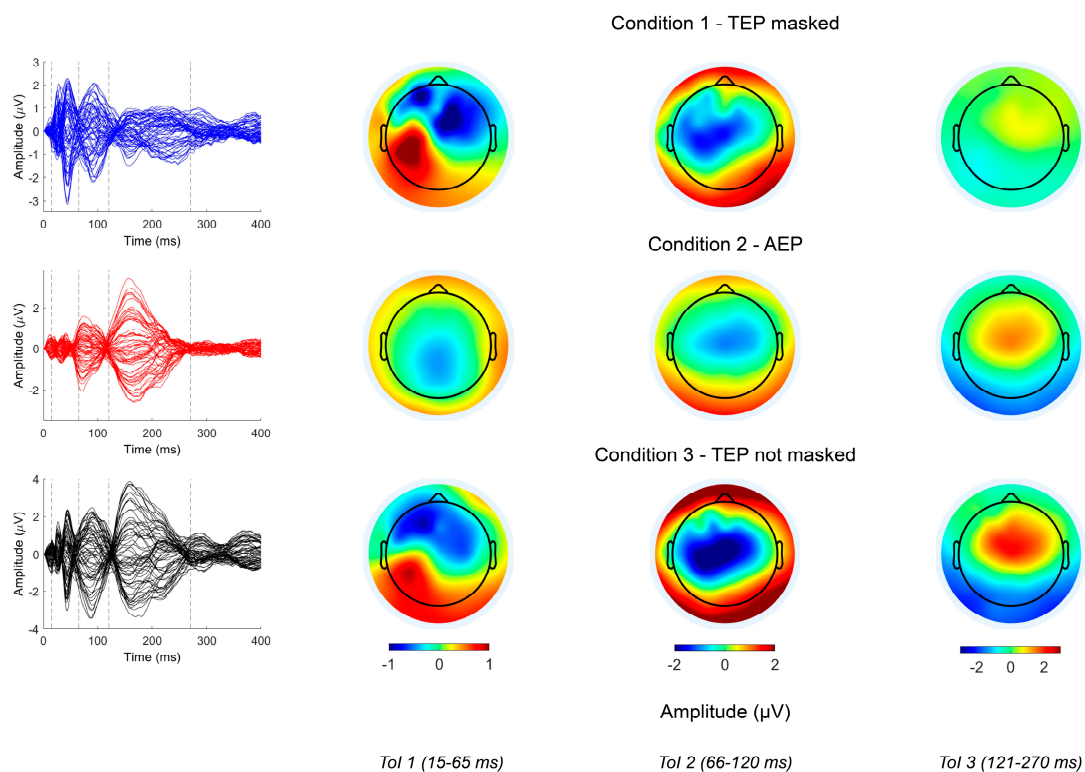 Condition 1 - TEP masked
3
2
1
0
-1
-2
-3
Amplitude (µV)
0 100 200 300 400
Time (ms)
Condition 2 - AEP
2
0
-2
Amplitude (µV)
0 100 200 300 400
Time (ms)
Condition 3 - TEP not masked
4
2
0
-2
-4
Amplitude (µV)
0 100 200 300 400
Time (ms)
-1 0 1
-2 0 2
-2 0 2
Amplitude (µV)
ToI 1 (15-65 ms) ToI 2 (66-120 ms) ToI 3 (121-270 ms)